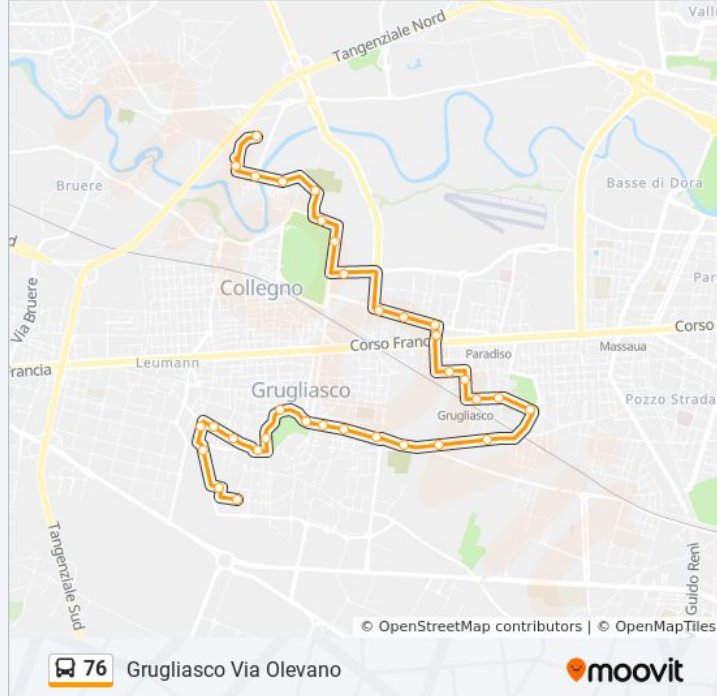 Valle
Tangenziale Nord
Bruere
Basse di Dora
d
Par
Via Bruere
Collegno
Corso Franc
Corso
Paradiso
Massaua
Francia
Leumann
Grugliasco
Pozzo Strada
Grugliasco
Tangenziale Sud
Guido Reni
© OpenStreetMap contributors | © OpenMapTiles
76
Grugliasco Via Olevano
moovit